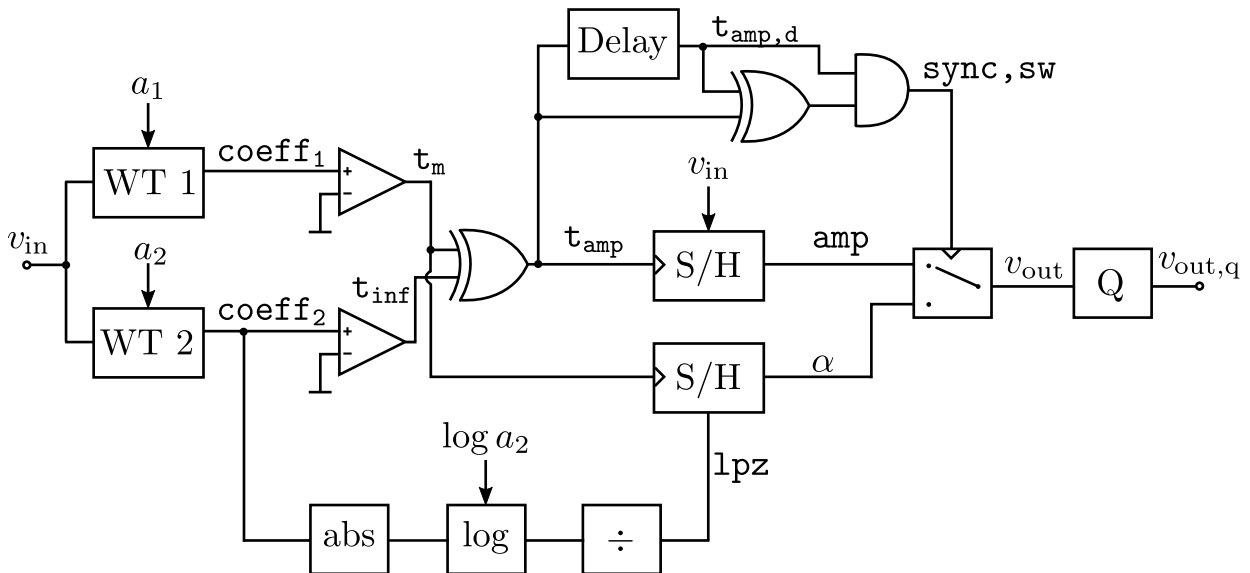 Delay
t_amp,d
sync,sw
a_1
coeff_1
WT 1
+
−
t_m
v_in
v_in
a_2
t_amp
S/H
amp
v_out
Q
v_out,q
coeff_2
t_inf
WT 2
+
−
S/H
α
log a_2
lpz
abs
log
÷